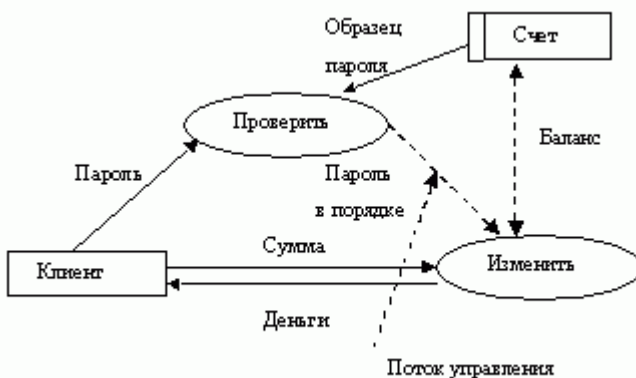 Образец
пароля
Счет
Проверить
Баланс
Пароль
Пароль
в порядке
Сумма
Клиент
Изменить
Деньги
Поток управления